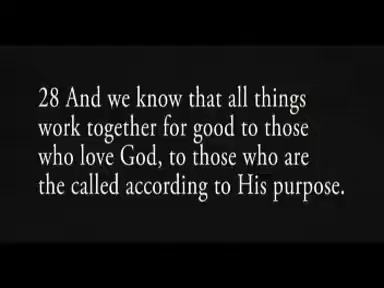 28 And we know that all things
work together for good to those
who love God, to those who are
the called according to His purpose.